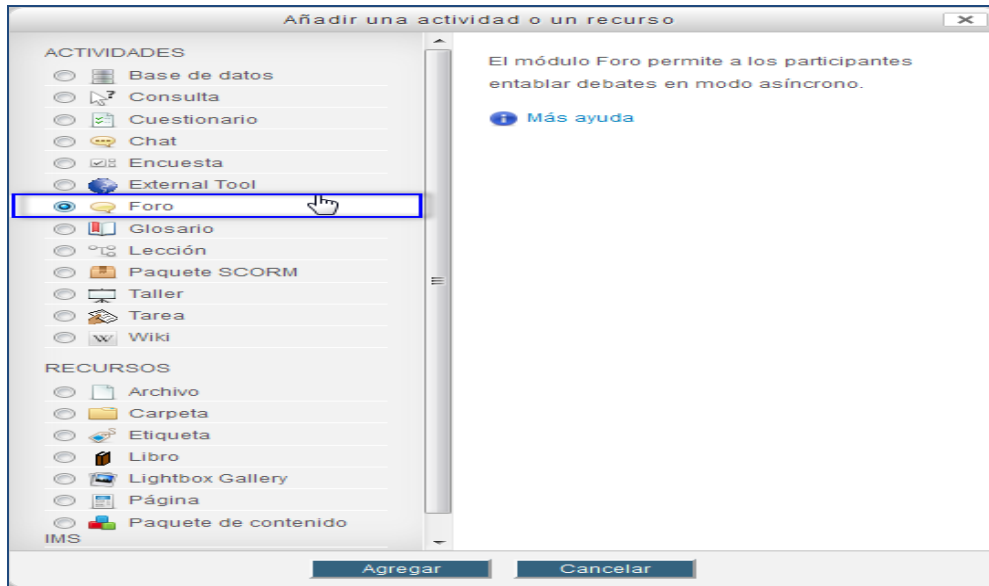 Añadir una actividad o un recurso
ACTIVIDADES
Base de datos
Consulta
Cuestionario
Chat
Encuesta
External Tool
Foro
Glosario
Lección
Paquete SCORM
Taller
Tarea
Wiki
RECURSOS
Archivo
Carpeta
Etiqueta
Libro
Lightbox Gallery
Página
Paquete de contenido
IMS
El módulo Foro permite a los participantes
entablar debates en modo asíncrono.
Más ayuda
Agregar
Cancelar